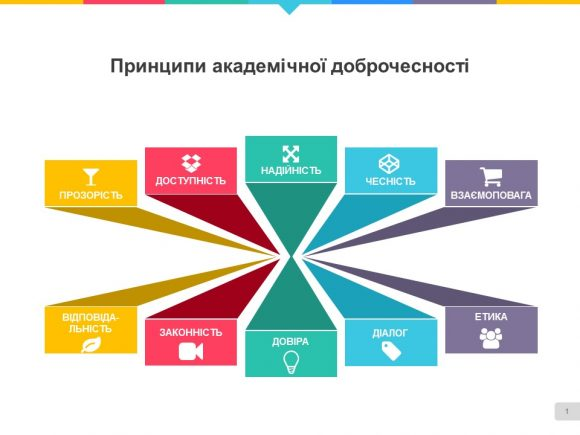 Принципи академічної доброчесності
ПРОЗОРІСТЬ
ДОСТУПНІСТЬ
НАДІЙНІСТЬ
ЧЕСНІСТЬ
ВЗАЄМОПОВАГА
ВІДПОВІДА-
ЛЬНІСТЬ
ЗАКОННІСТЬ
ДОВІРА
ДІАЛОГ
ЕТИКА
1